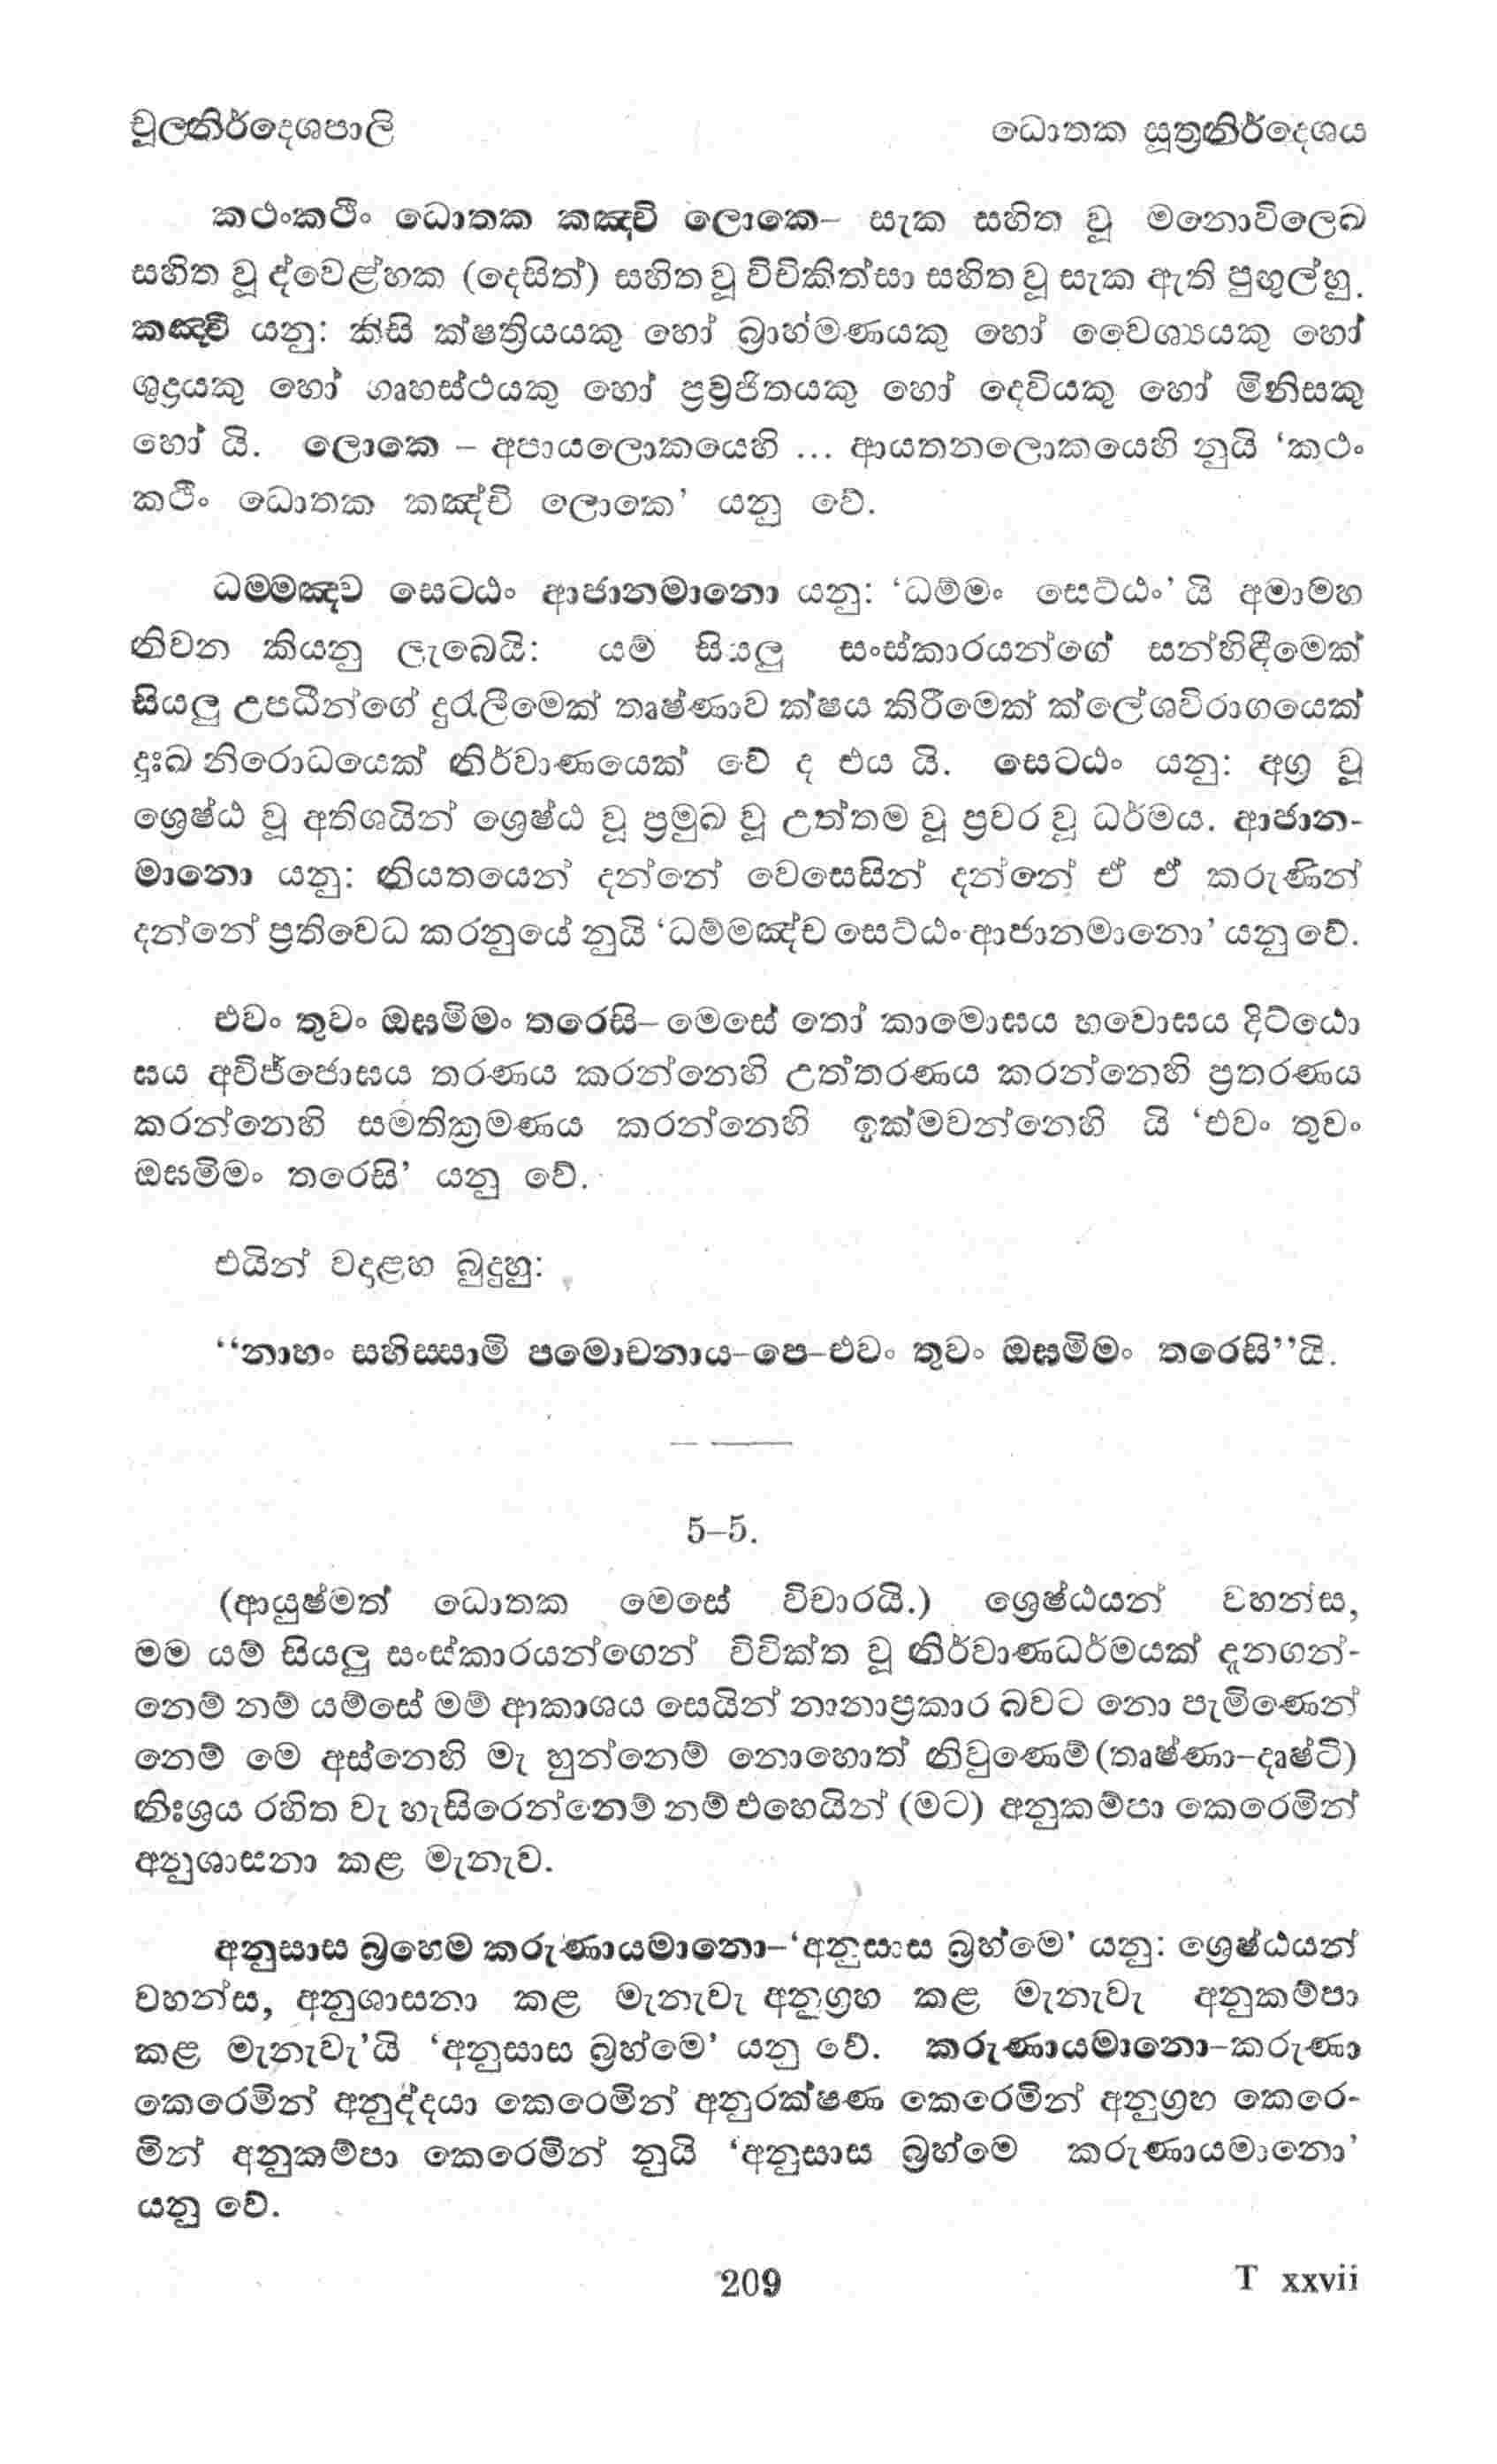 චූලනිර්දෙශපාලි
ධොතක සූත්‍රනිර්දෙශය
කථංකථීං ධොතක කඤ්චි ලොකෙ– සැක සහිත වූ මනොවිලෙඛ
සහිත වූ ද්වෙළ්හක (දෙසිත්) සහිත වූ විචිකිත්සා සහිත වූ සැක ඇති පුඟුල්හු.
කඤ්චි යනු: කිසි ක්ෂත්‍රියයකු හෝ බ්‍රාහ්මණයකු හෝ වෛශ්‍යයකු හෝ
ශුද්‍රයකු හෝ ගෘහස්ථයකු හෝ ප්‍රව්‍රජිතයකු හෝ දෙවියකු හෝ මිනිසකු
හෝ යි. ලොකෙ – අපායලොකයෙහි ... ආයතනලොකයෙහි නුයි ‘කථං
කථීං ධොතක කඤ්චි ලොකෙ’ යනු වේ.
ධම්මඤ්ච සෙට්ඨං ආජානමානො යනු: ‘ධම්මං සෙට්ඨං’ යි අමාමහ
නිවන කියනු ලැබෙයි: යම් සියලු සංස්කාරයන්ගේ සන්හිඳීමෙක්
සියලු උපධීන්ගේ දුරැලීමෙක් තෘෂ්ණාව ක්ෂය කිරීමෙක් ක්ලේශවිරාගයෙක්
දුඃඛ නිරොධයෙක් නිර්වාණයෙක් වේ ද එය යි. සෙට්ඨං යනු: අග්‍ර වූ
ශ්‍රෙෂ්ඨ වූ අතිශයින් ශ්‍රෙෂ්ඨ වූ ප්‍රමුඛ වූ උත්තම වූ ප්‍රවර වූ ධර්මය. ආජාන-
මානො යනු: නියතයෙන් දන්නේ වෙසෙසින් දන්නේ ඒ ඒ කරුණින්
දන්නේ ප්‍රතිවෙධ කරනුයේ නුයි ‘ධම්මඤ්ච සෙට්ඨං ආජානමානො’ යනු වේ.
එවං තුවං ඔඝමිමං තරෙසි– මෙසේ තෝ කාමොඝය භවොඝය දිට්ඨො
ඝය අවිජ්ජොඝය තරණය කරන්නෙහි උත්තරණය කරන්නෙහි ප්‍රතරණය
කරන්නෙහි සමතික්‍රමණය කරන්නෙහි ඉක්මවන්නෙහි යි ‘එවං තුවං
ඔඝමිමං තරෙසි’ යනු වේ.
එයින් වදාළහ බුදුහු:
‘‘නාහං සහිස්සාමි පමොචනාය–පෙ–එවං තුවං ඔඝමිමං තරෙසි’’යි.
5–5.
(ආයුෂ්මත් ධොතක මෙසේ විචාරයි.) ශ්‍රෙෂ්ඨයන් වහන්ස,
මම යම් සියලු සංස්කාරයන්ගෙන් විවික්ත වූ නිර්වාණධර්මයක් දැනගන්-
නෙම් නම් යම්සේ මම් ආකාශය සෙයින් නානාප්‍රකාර බවට නො පැමිණෙන්
නෙම් මෙ අස්නෙහි මැ හුන්නෙම් නොහොත් නිවුණෙම් (තෘෂ්ණා–දෘෂ්ටි)
නිඃශ්‍රය රහිත වැ හැසිරෙන්නෙම් නම් එහෙයින් (මට) අනුකම්පා කෙරෙමින්
අනුශාසනා කළ මැනැව.
අනුසාස බ්‍රහ්මෙ කරුණායමානො–‘අනුසාස බ්‍රහ්මෙ’ යනු: ශ්‍රෙෂ්ඨයන්
වහන්ස, අනුශාසනා කළ මැනැවැ අනුග්‍රහ කළ මැනැවැ අනුකම්පා
කළ මැනැවැ’යි ‘අනුසාස බ්‍රහ්මෙ’ යනු වේ. කරුණායමානො–කරුණා
කෙරෙමින් අනුද්දයා කෙරෙමින් අනුරක්ෂණ කෙරෙමින් අනුග්‍රහ කෙරෙ-
මින් අනුකම්පා කෙරෙමින් නුයි ‘අනුසාස බ්‍රහ්මෙ කරුණායමානො’
යනු වේ.
209
T xxvii